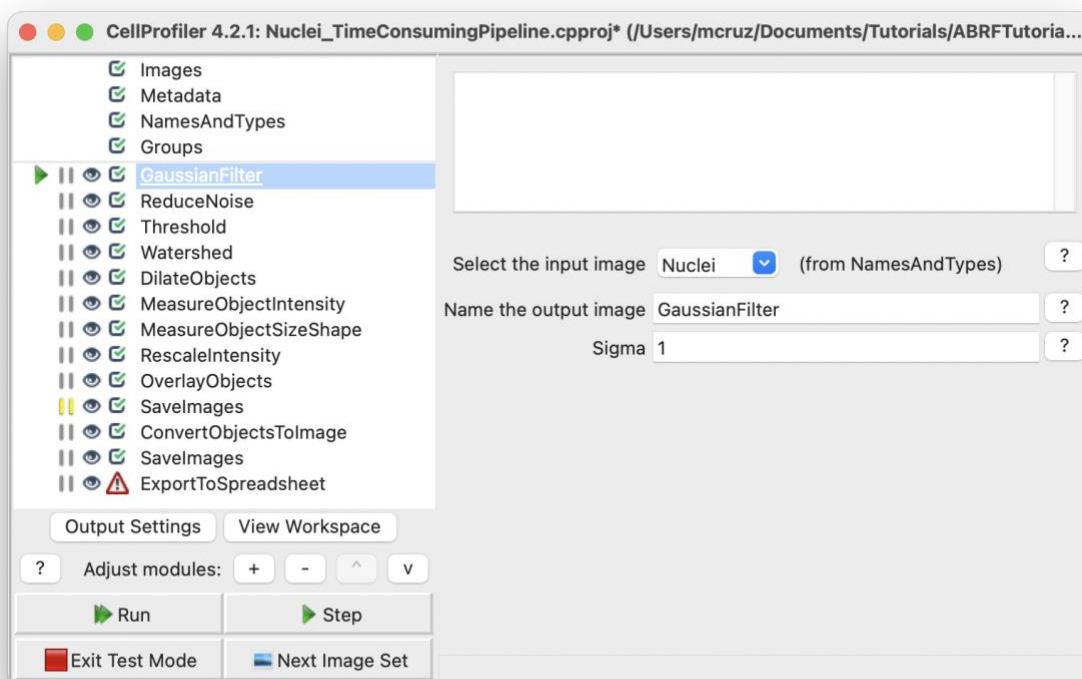 CellProfiler 4.2.1: Nuclei_TimeConsumingPipeline.cpproj* (/Users/mcruz/Documents/Tutorials/ABRFTutoria...
Images
Metadata
NamesAndTypes
Groups
GaussianFilter
ReduceNoise
Threshold
Watershed
DilateObjects
MeasureObjectIntensity
MeasureObjectSizeShape
RescaleIntensity
OverlayObjects
SaveImages
ConvertObjectsToImage
SaveImages
ExportToSpreadsheet
Output Settings View Workspace
? Adjust modules: + - ^ v
Run Step
Exit Test Mode Next Image Set
Select the input image Nuclei (from NamesAndTypes) ?
Name the output image GaussianFilter ?
Sigma 1 ?